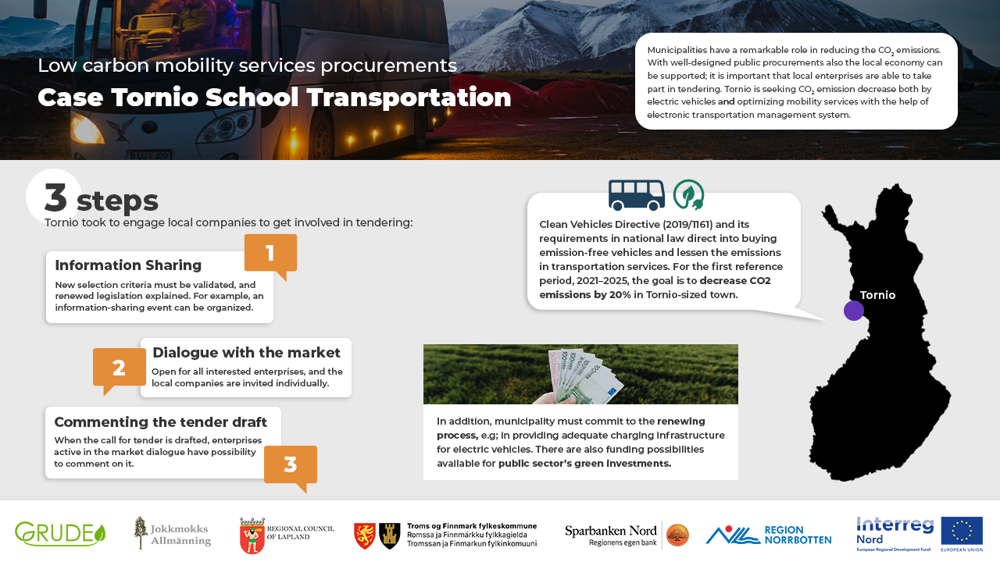 Low carbon mobility services procurements
Case Tornio School Transportation
Municipalities have a remarkable role in reducing the CO₂ emissions.
With well-designed public procurements also the local economy can
be supported; it is important that local enterprises are able to take
part in tendering. Tornio is seeking CO₂ emission decrease both by
electric vehicles and optimizing mobility services with the help of
electronic transportation management system.
3 steps
Tornio took to engage local companies to get involved in tendering:
1
Information Sharing
New selection criteria must be validated, and
renewed legislation explained. For example, an
information-sharing event can be organized.
2
Dialogue with the market
Open for all interested enterprises, and the
local companies are invited individually.
Commenting the tender draft
When the call for tender is drafted, enterprises
active in the market dialogue have possibility
to comment on it.
3
Clean Vehicles Directive (2019/1161) and its
requirements in national law direct into buying
emission-free vehicles and lessen the emissions
in transportation services. For the first reference
period, 2021–2025, the goal is to decrease CO2
emissions by 20% in Tornio-sized town.
Tornio
In addition, municipality must commit to the renewing
process, e.g; in providing adequate charging infrastructure
for electric vehicles. There are also funding possibilities
available for public sector's green investments.
GRUDE
Jokkmokks
Allmänning
REGIONAL COUNCIL
OF LAPLAND
Troms og Finnmark fylkeskommune
Romssa ja Finnmárkku fylkkagielda
Tromssan ja Finmarkun fylkinkomuuni
Sparbanken Nord
Regionens egen bank
REGION
NORRBOTTEN
Interreg
Nord
European Regional Development Fund
EUROPEAN UNION